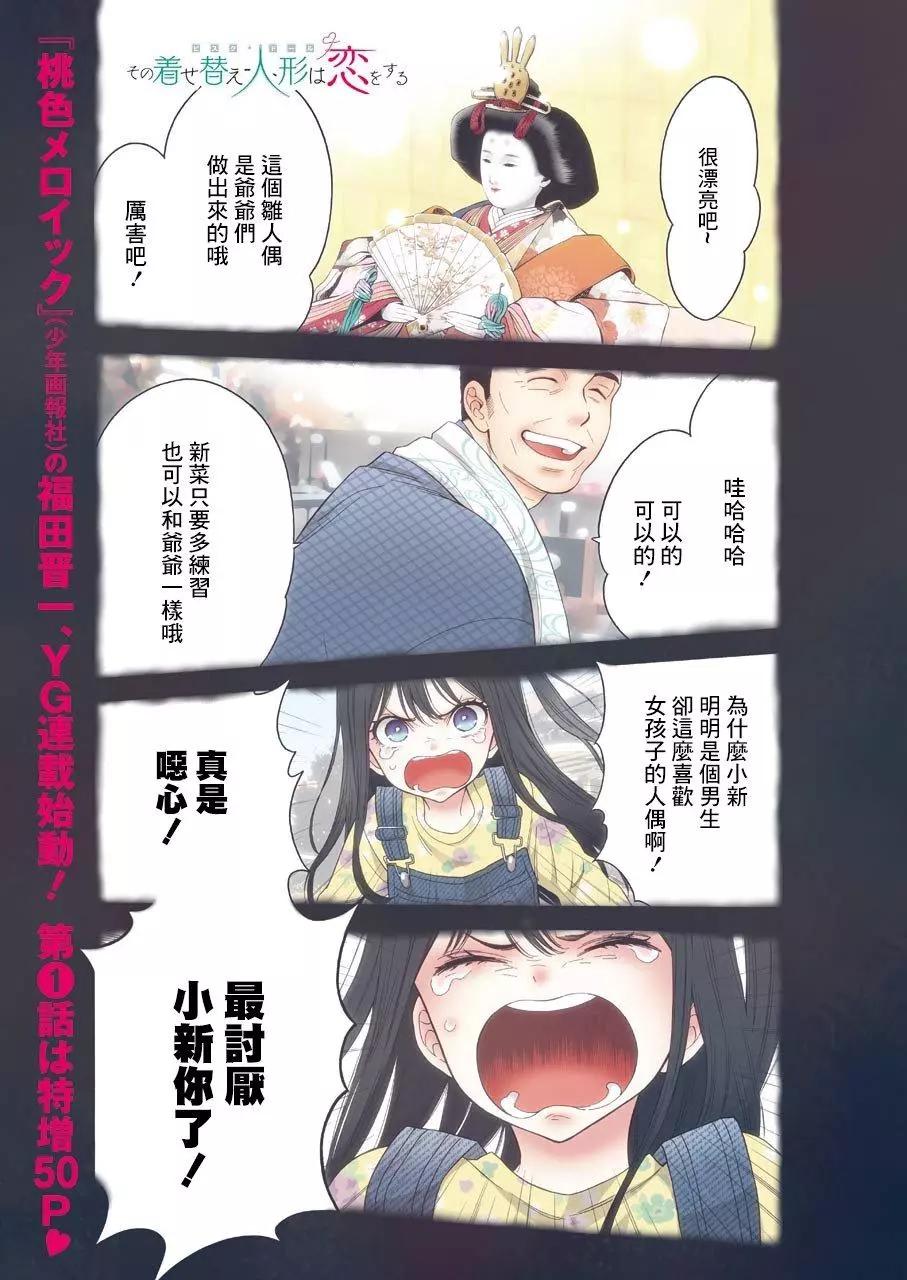 『桃色メロイック』(少年画報社)の福田晋一、YG連載始動! 第❶話は特増50P♥
ビスク・ドール
その着せ替え人形は恋をする
很漂亮吧~
這個雛人偶
是爺爺們
做出來的哦
厲害吧!
哇哈哈哈
可以的
可以的!
新菜只要多練習
也可以和爺爺一樣哦
為什麼小新
明明是個男生
卻這麼喜歡
女孩子的人偶啊!
真是
噁心!
最討厭
小新你了!